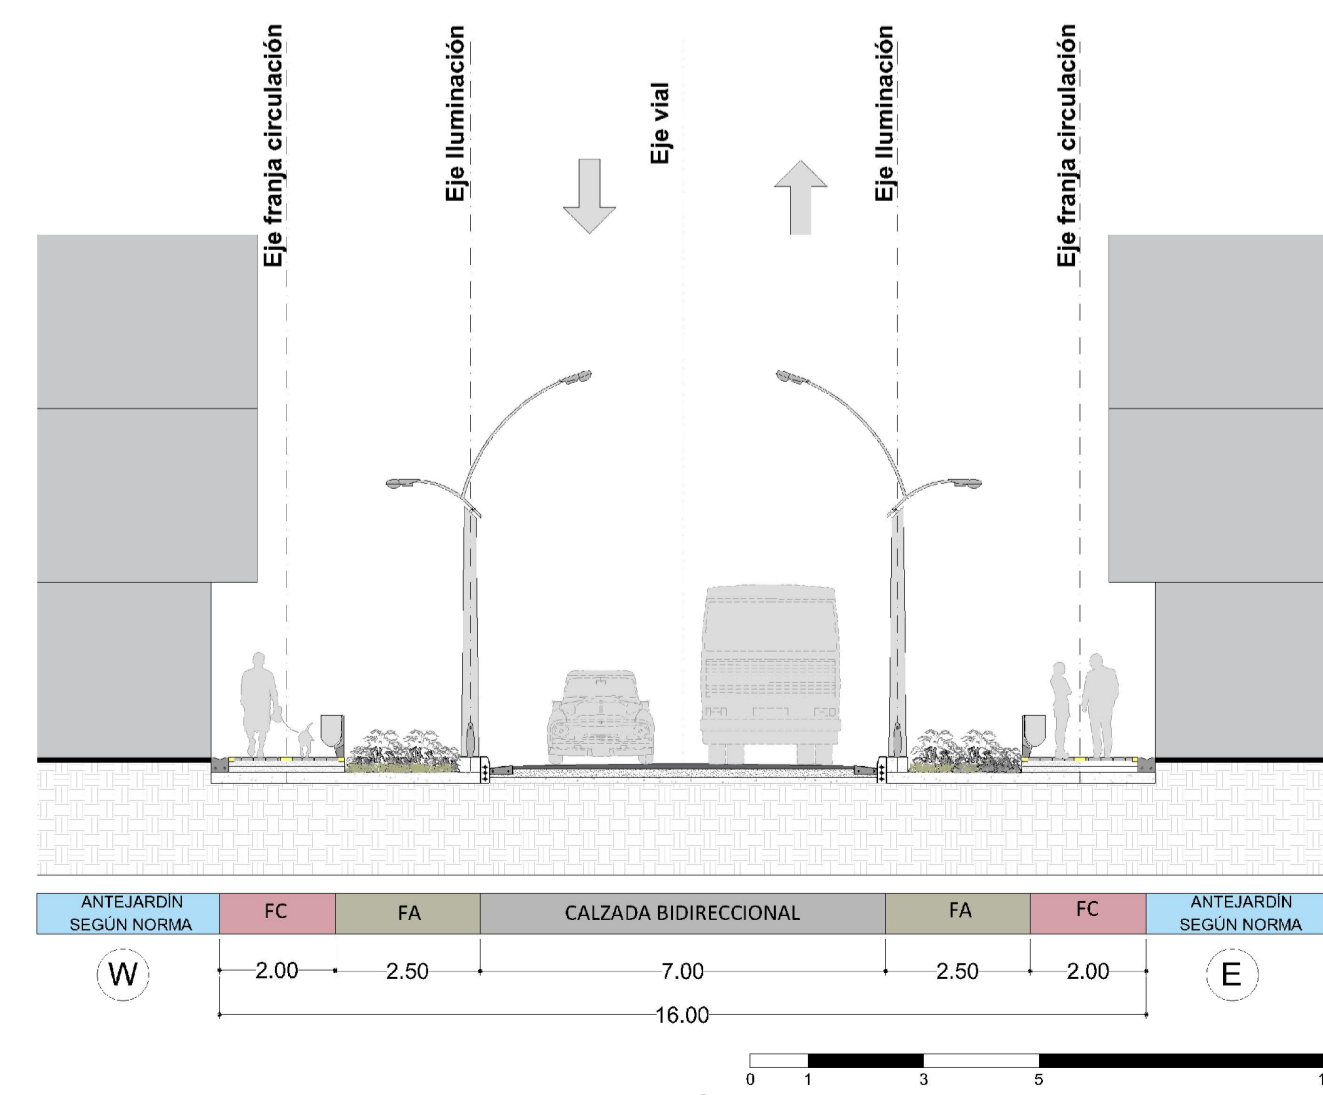 Eje franja circulación
Eje Iluminación
Eje vial
Eje Iluminación
Eje franja circulación
ANTEJARDÍN
SEGÚN NORMA
FC
FA
CALZADA BIDIRECCIONAL
FA
FC
ANTEJARDÍN
SEGÚN NORMA
W
2.00
2.50
7.00
2.50
2.00
E
16.00
0
1
3
5
1